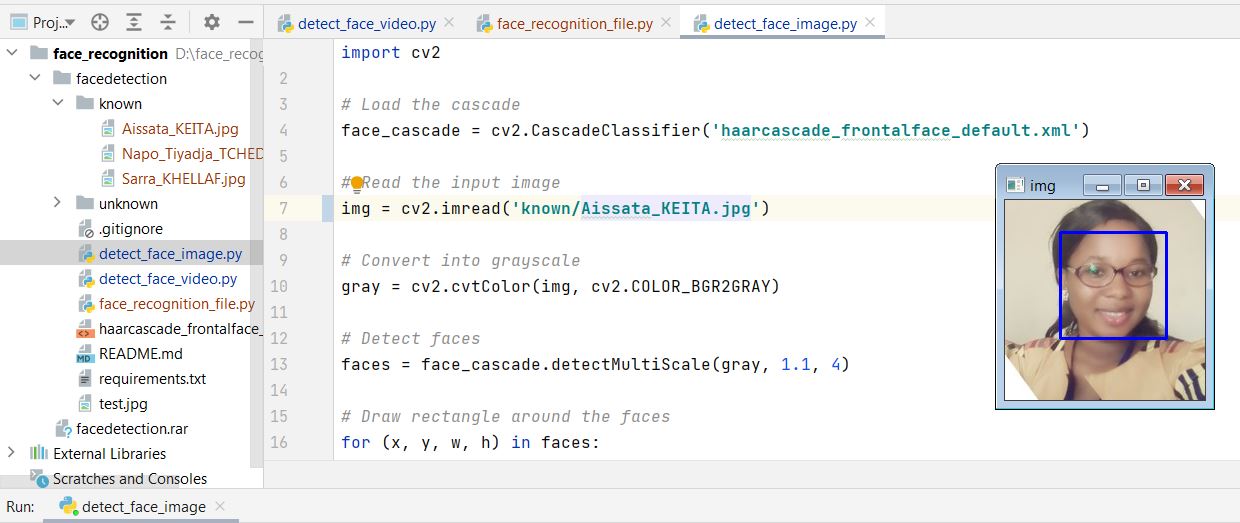 Proj...
detect_face_video.py
face_recognition_file.py
detect_face_image.py
face_recognition D:\face_recog
facedetection
known
Aissata_KEITA.jpg
Napo_Tiyadja_TCHED
Sarra_KHELLAF.jpg
unknown
.gitignore
detect_face_image.py
detect_face_video.py
face_recognition_file.py
haarcascade_frontalface_
README.md
requirements.txt
test.jpg
facedetection.rar
External Libraries
Scratches and Consoles
import cv2
2
3 # Load the cascade
4 face_cascade = cv2.CascadeClassifier('haarcascade_frontalface_default.xml')
5
6 # Read the input image
7 img = cv2.imread('known/Aissata_KEITA.jpg')
8
9 # Convert into grayscale
10 gray = cv2.cvtColor(img, cv2.COLOR_BGR2GRAY)
11
12 # Detect faces
13 faces = face_cascade.detectMultiScale(gray, 1.1, 4)
14
15 # Draw rectangle around the faces
16 for (x, y, w, h) in faces:
img
Run: detect_face_image